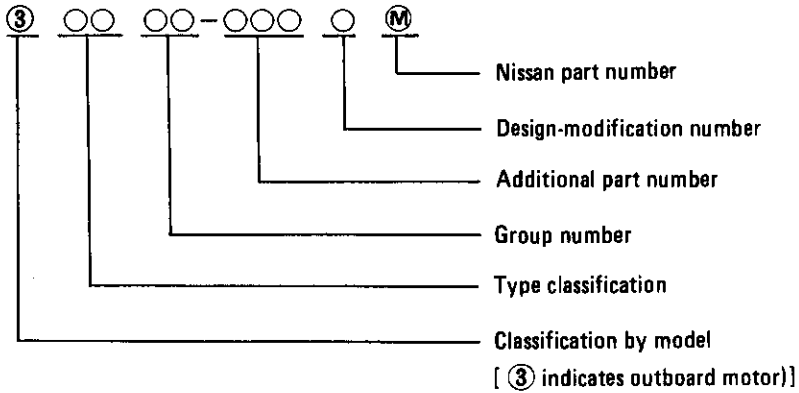 ③ ○○ ○○-○○○ ○ Ⓜ
Nissan part number
Design-modification number
Additional part number
Group number
Type classification
Classification by model
[ ③ indicates outboard motor)]